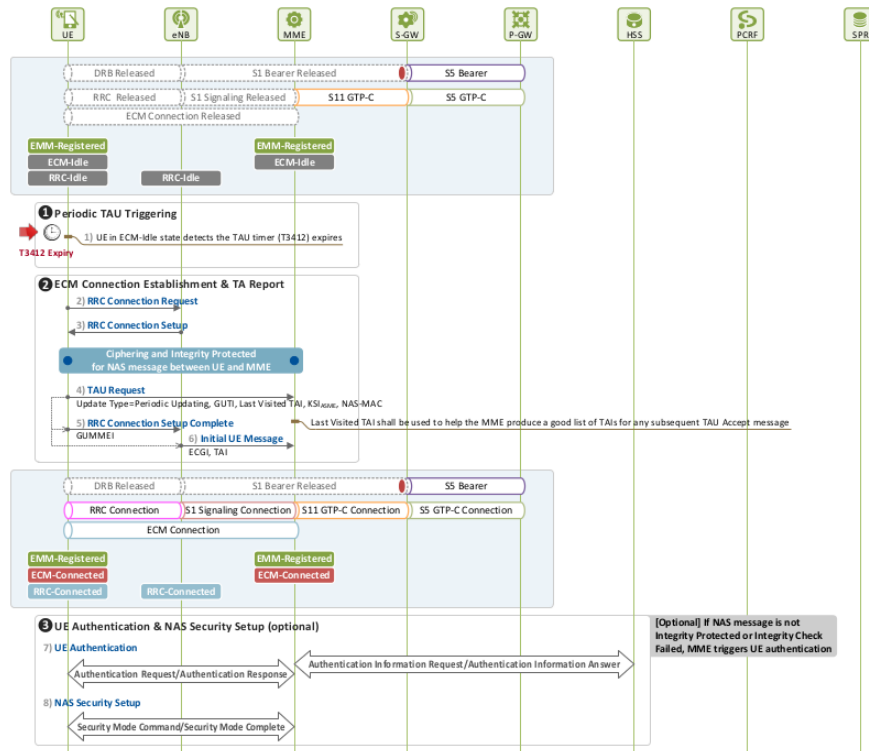 UE eNB MME S-GW P-GW HSS PCRF SPR
DRB Released S1 Bearer Released S5 Bearer
RRC Released S1 Signaling Released S11 GTP-C S5 GTP-C
ECM Connection Released
EMM-Registered EMM-Registered
ECM-Idle ECM-Idle
RRC-Idle RRC-Idle
1 Periodic TAU Triggering
1) UE in ECM-Idle state detects the TAU timer (T3412) expires
T3412 Expiry
2 ECM Connection Establishment & TA Report
2) RRC Connection Request
3) RRC Connection Setup
Ciphering and Integrity Protected
for NAS message between UE and MME
4) TAU Request
Update Type=Periodic Updating, GUTI, Last Visited TAI, KSIASME, NAS-MAC
5) RRC Connection Setup Complete Last Visited TAI shall be used to help the MME produce a good list of TAIs for any subsequent TAU Accept message
GUMMEI
6) Initial UE Message
ECGI, TAI
DRB Released S1 Bearer Released S5 Bearer
RRC Connection S1 Signaling Connection S11 GTP-C Connection S5 GTP-C Connection
ECM Connection
EMM-Registered EMM-Registered
ECM-Connected ECM-Connected
RRC-Connected RRC-Connected
3 UE Authentication & NAS Security Setup (optional)
[Optional] If NAS message is not
Integrity Protected or Integrity Check
Failed, MME triggers UE authentication
7) UE Authentication
Authentication Information Request/Authentication Information Answer
Authentication Request/Authentication Response
8) NAS Security Setup
Security Mode Command/Security Mode Complete